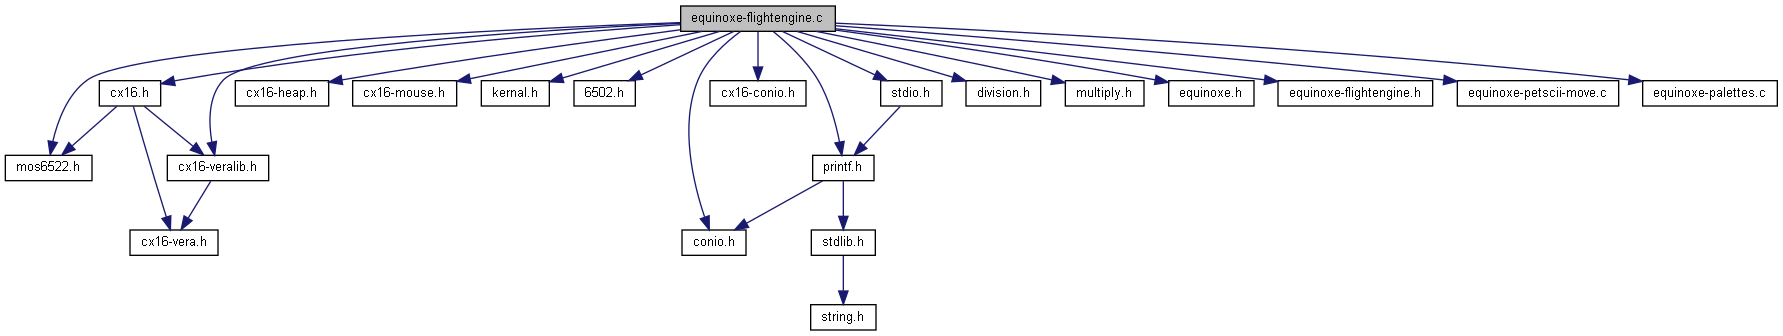 equinoxe-flightengine.c
cx16.h
cx16-heap.h
cx16-mouse.h
kernal.h
6502.h
cx16-conio.h
stdio.h
division.h
multiply.h
equinoxe.h
equinoxe-flightengine.h
equinoxe-petscii-move.c
equinoxe-palettes.c
mos6522.h
cx16-veralib.h
printf.h
cx16-vera.h
conio.h
stdlib.h
string.h